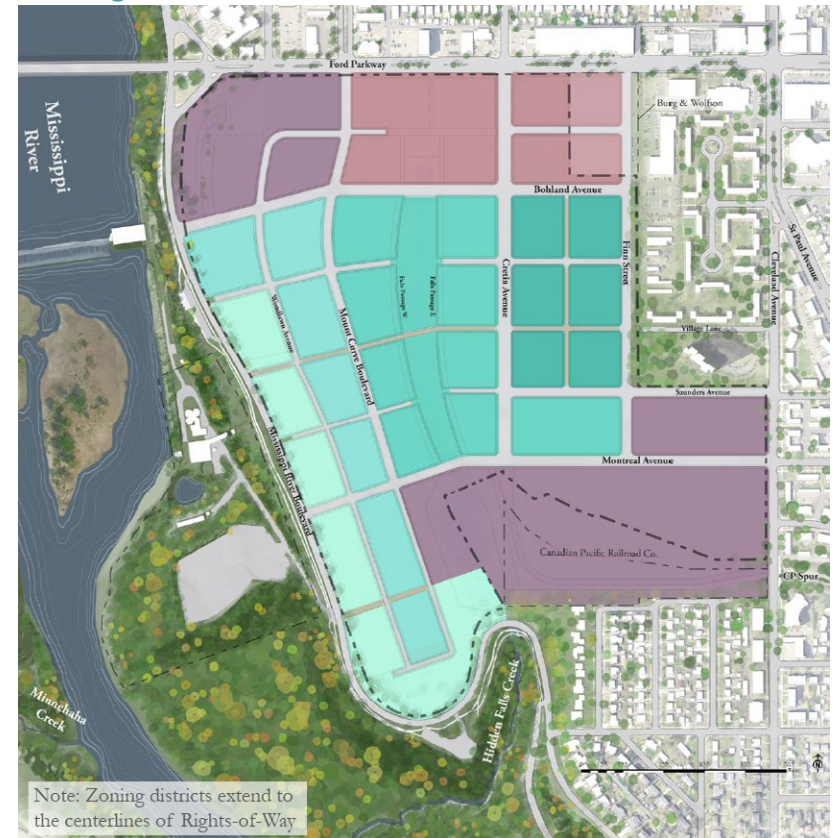 Ford Parkway
Mississippi
River
Burg & Wolfson
Bohland Avenue
St Paul Avenue
Cleveland Avenue
Finn Street
Cretin Avenue
Falls Passage W
Falls Passage E
Woodlawn Avenue
Mount Curve Boulevard
Village Lane
Saunders Avenue
Mississippi River Boulevard
Montreal Avenue
Canadian Pacific Railroad Co.
CP Spur
Minnehaha
Creek
Hidden Falls Creek
N
Note: Zoning districts extend to
the centerlines of Rights-of-Way